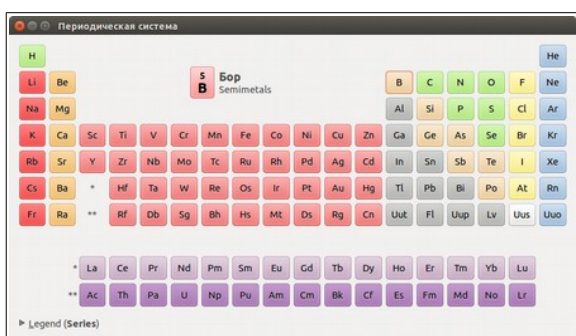 Периодическая система
H He
Li Be B C N O F Ne
Na Mg Al Si P S Cl Ar
K Ca Sc Ti V Cr Mn Fe Co Ni Cu Zn Ga Ge As Se Br Kr
Rb Sr Y Zr Nb Mo Tc Ru Rh Pd Ag Cd In Sn Sb Te I Xe
Cs Ba * Hf Ta W Re Os Ir Pt Au Hg Tl Pb Bi Po At Rn
Fr Ra ** Rf Db Sg Bh Hs Mt Ds Rg Cn Uut Fl Uup Lv Uus Uuo
5 Бор
B Semimetals
* La Ce Pr Nd Pm Sm Eu Gd Tb Dy Ho Er Tm Yb Lu
** Ac Th Pa U Np Pu Am Cm Bk Cf Es Fm Md No Lr
Legend (Series)